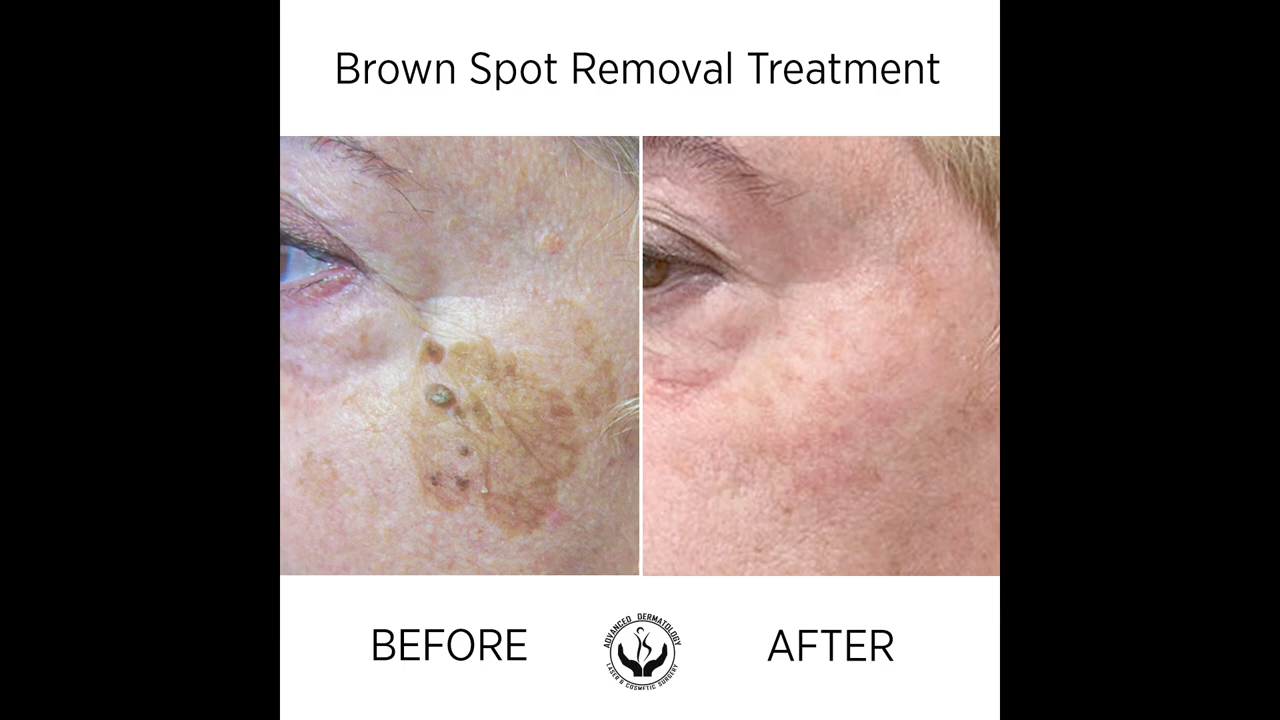 Brown Spot Removal Treatment
BEFORE
ADVANCED DERMATOLOGY
LASER & COSMETIC SURGERY
AFTER